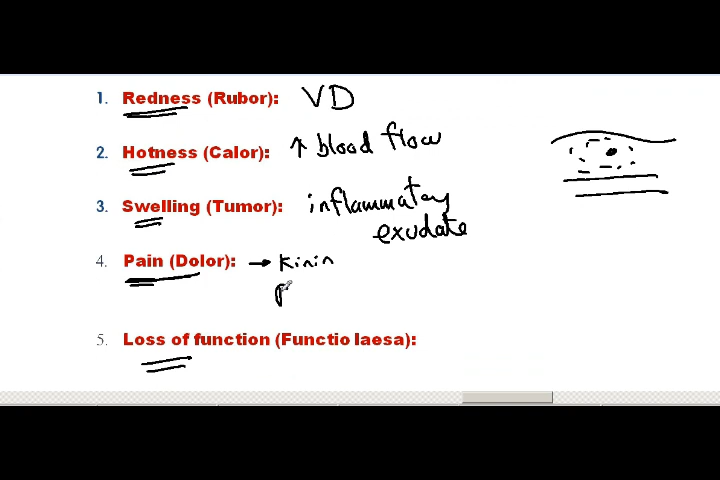 1. Redness (Rubor): VD
2. Hotness (Calor): ↑ blood flow
3. Swelling (Tumor): inflammatory
exudate
4. Pain (Dolor): → Kinin
P
5. Loss of function (Functio laesa):